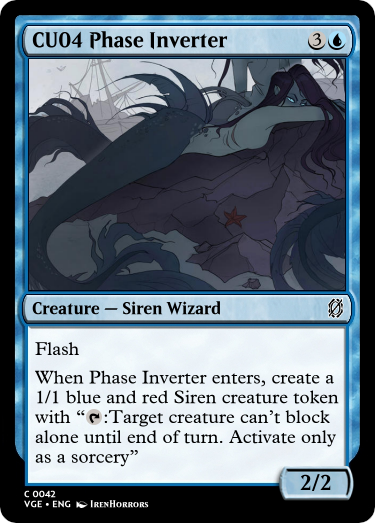 CU04 Phase Inverter 3
Creature — Siren Wizard
Flash
When Phase Inverter enters, create a
1/1 blue and red Siren creature token
with “:Target creature can’t block
alone until end of turn. Activate only
as a sorcery”
2/2
C 0042
VGE • ENG IrenHorrors